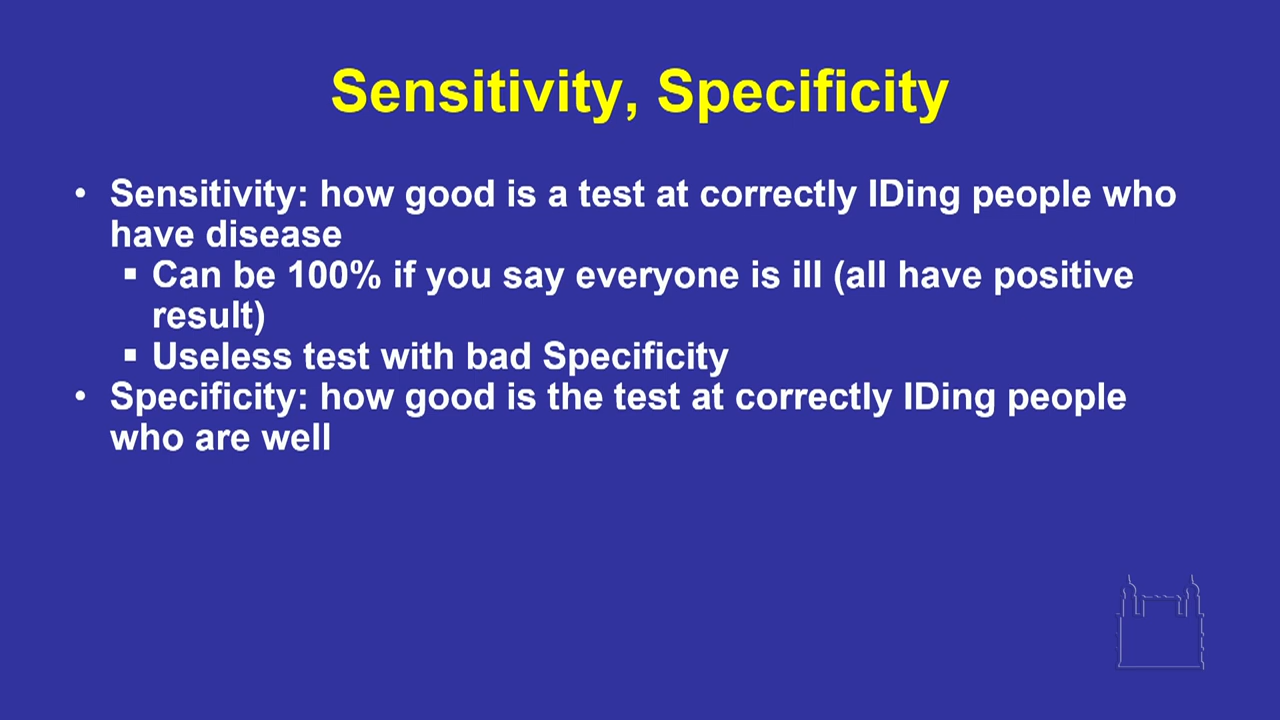 Sensitivity, Specificity
• Sensitivity: how good is a test at correctly IDing people who
have disease
▪ Can be 100% if you say everyone is ill (all have positive
result)
▪ Useless test with bad Specificity
• Specificity: how good is the test at correctly IDing people
who are well